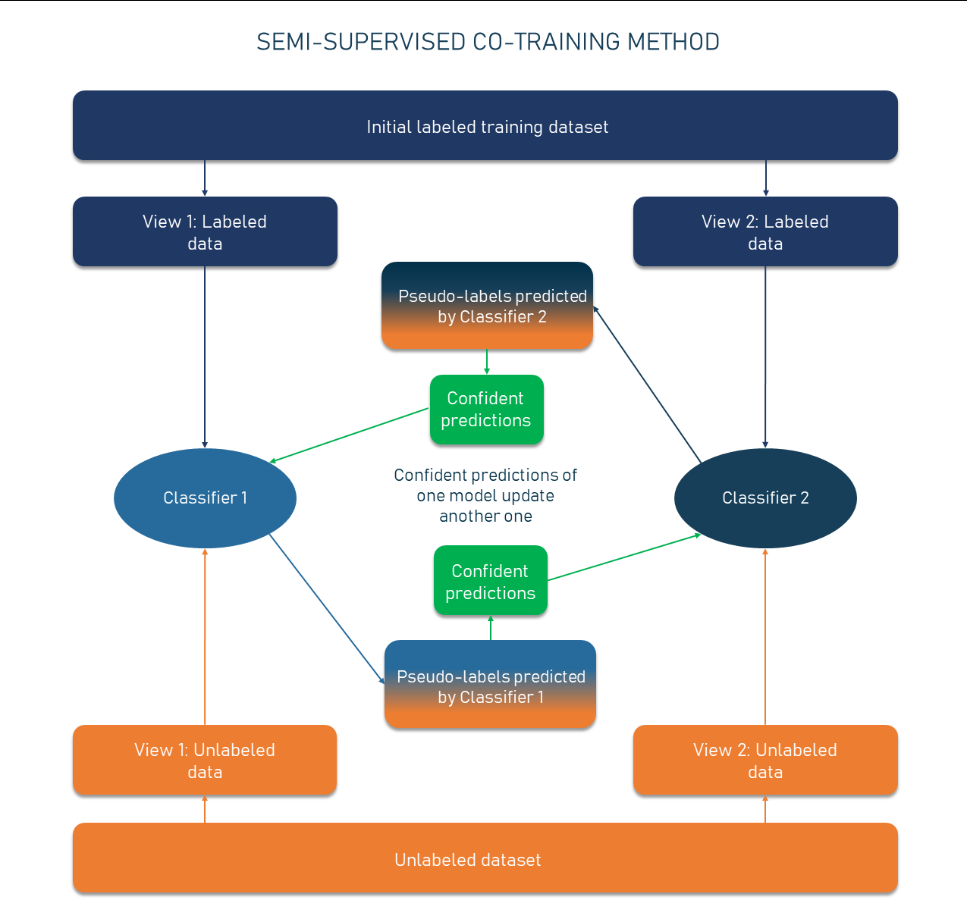 SEMI-SUPERVISED CO-TRAINING METHOD
Initial labeled training dataset
View 1: Labeled
data
View 2: Labeled
data
Pseudo-labels predicted
by Classifier 2
Confident
predictions
Classifier 1
Confident predictions of
one model update
another one
Classifier 2
Confident
predictions
Pseudo-labels predicted
by Classifier 1
View 1: Unlabeled
data
View 2: Unlabeled
data
Unlabeled dataset